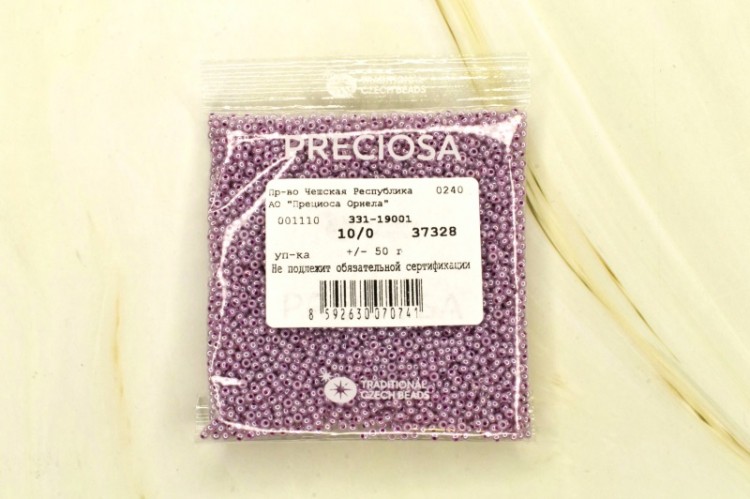 TRADITIONAL
CZECH BEADS
PRECIOSA
Пр-во Чешская Республика 0240
АО "Прециоса Орнела"
001110 331-19001
10/0 37328
уп-ка +/- 50 г
Не подлежит обязательной сертификации
8 592630 070741
TRADITIONAL
CZECH BEADS